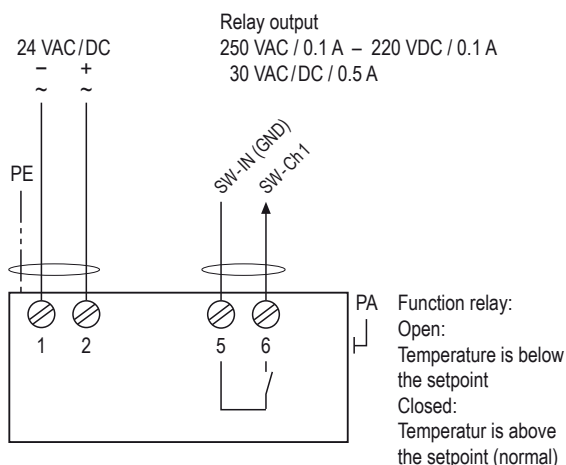 Relay output
24 VAC/DC
250 VAC / 0.1 A – 220 VDC / 0.1 A
30 VAC/DC / 0.5 A
– +
~ ~
SW-IN (GND)
SW-Ch1
PE
PA
1 2 5 6
Function relay:
Open:
Temperature is below
the setpoint
Closed:
Temperatur is above
the setpoint (normal)